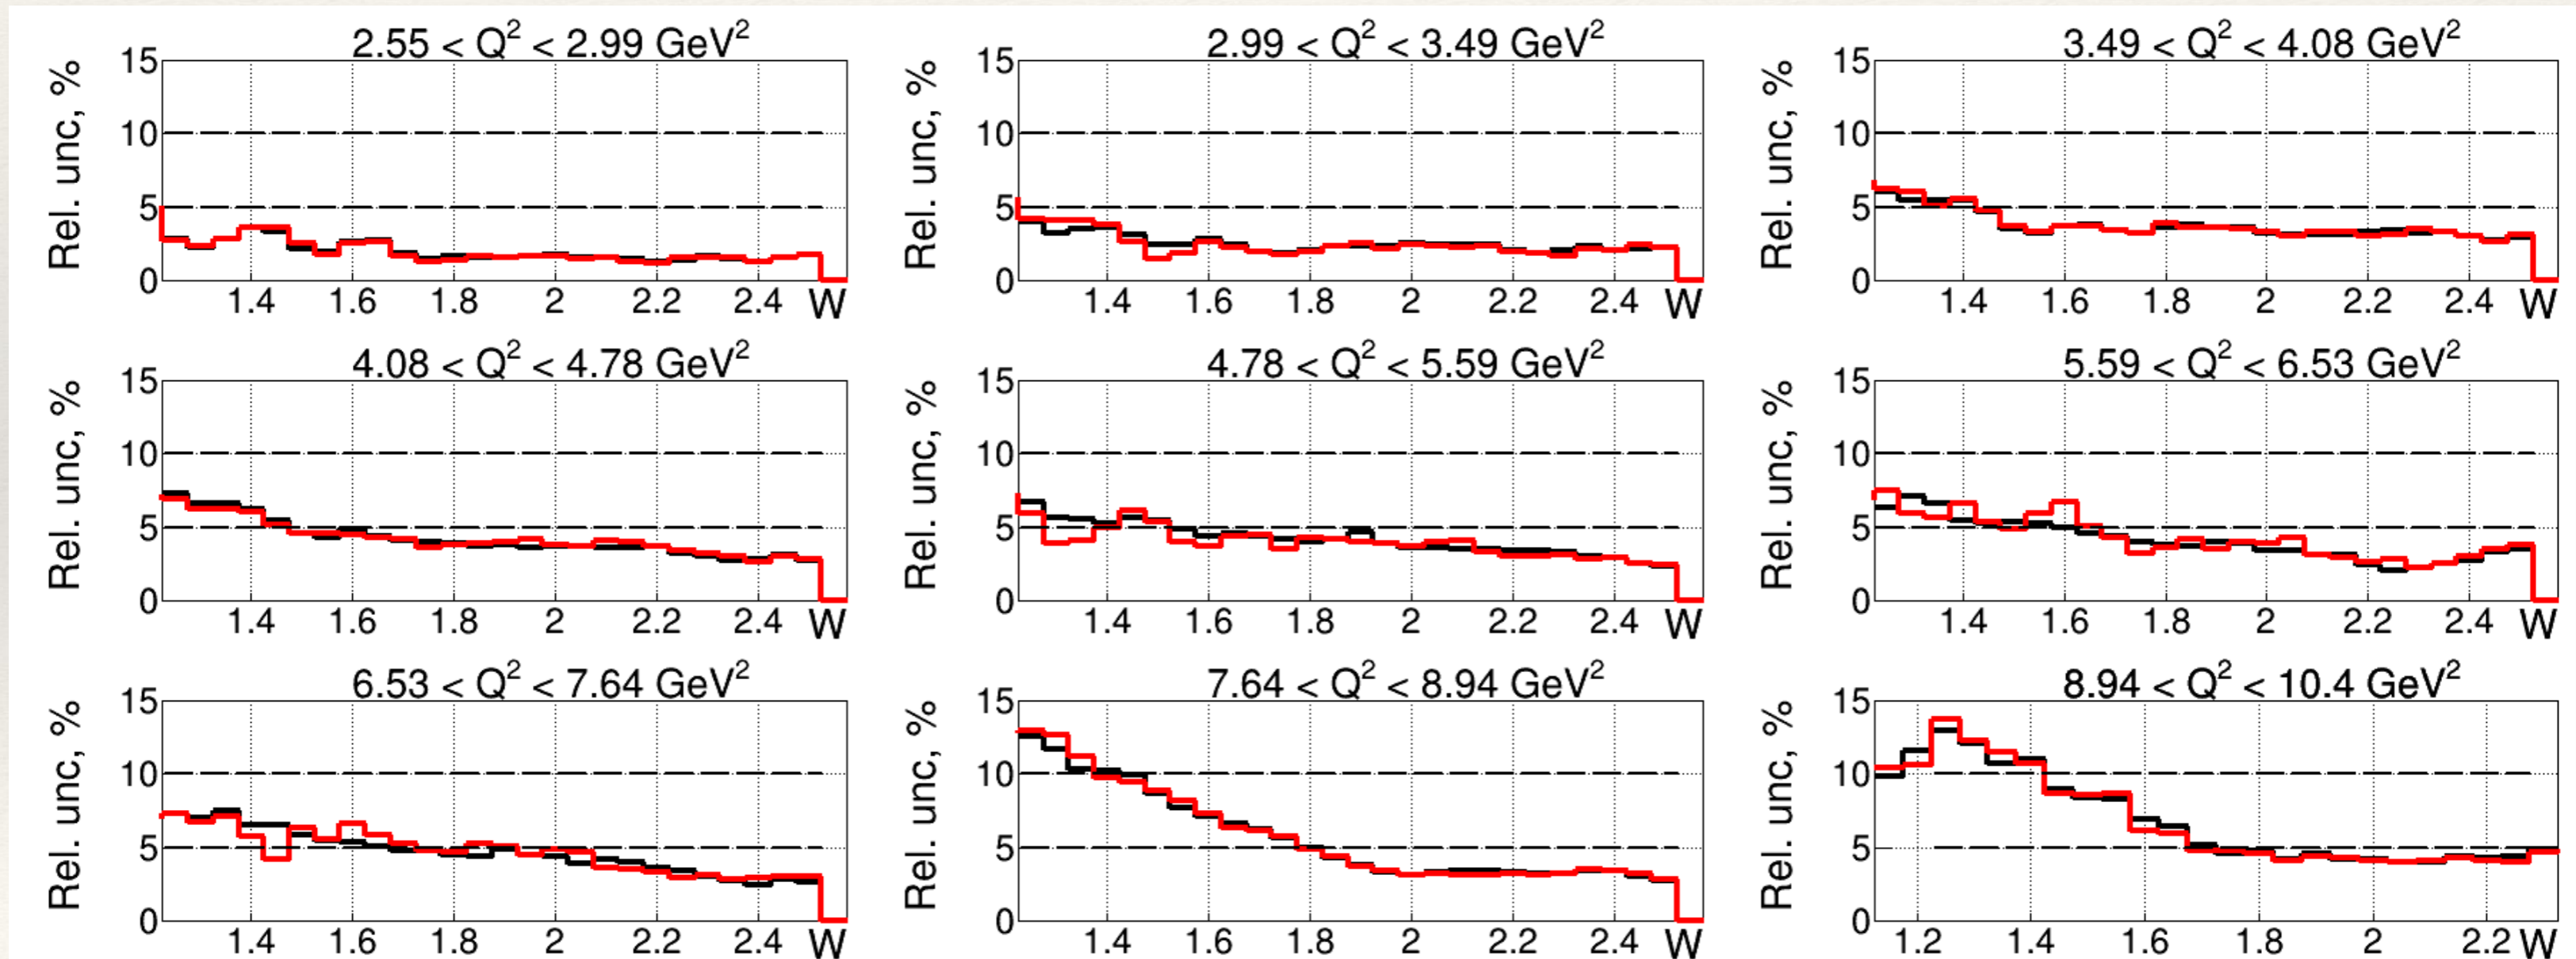 2.55 < Q² < 2.99 GeV²
Rel. unc, %
15
10
5
0
1.4 1.6 1.8 2 2.2 2.4 W
2.99 < Q² < 3.49 GeV²
Rel. unc, %
15
10
5
0
1.4 1.6 1.8 2 2.2 2.4 W
3.49 < Q² < 4.08 GeV²
Rel. unc, %
15
10
5
0
1.4 1.6 1.8 2 2.2 2.4 W
4.08 < Q² < 4.78 GeV²
Rel. unc, %
15
10
5
0
1.4 1.6 1.8 2 2.2 2.4 W
4.78 < Q² < 5.59 GeV²
Rel. unc, %
15
10
5
0
1.4 1.6 1.8 2 2.2 2.4 W
5.59 < Q² < 6.53 GeV²
Rel. unc, %
15
10
5
0
1.4 1.6 1.8 2 2.2 2.4 W
6.53 < Q² < 7.64 GeV²
Rel. unc, %
15
10
5
0
1.4 1.6 1.8 2 2.2 2.4 W
7.64 < Q² < 8.94 GeV²
Rel. unc, %
15
10
5
0
1.4 1.6 1.8 2 2.2 2.4 W
8.94 < Q² < 10.4 GeV²
Rel. unc, %
15
10
5
0
1.2 1.4 1.6 1.8 2 2.2 W